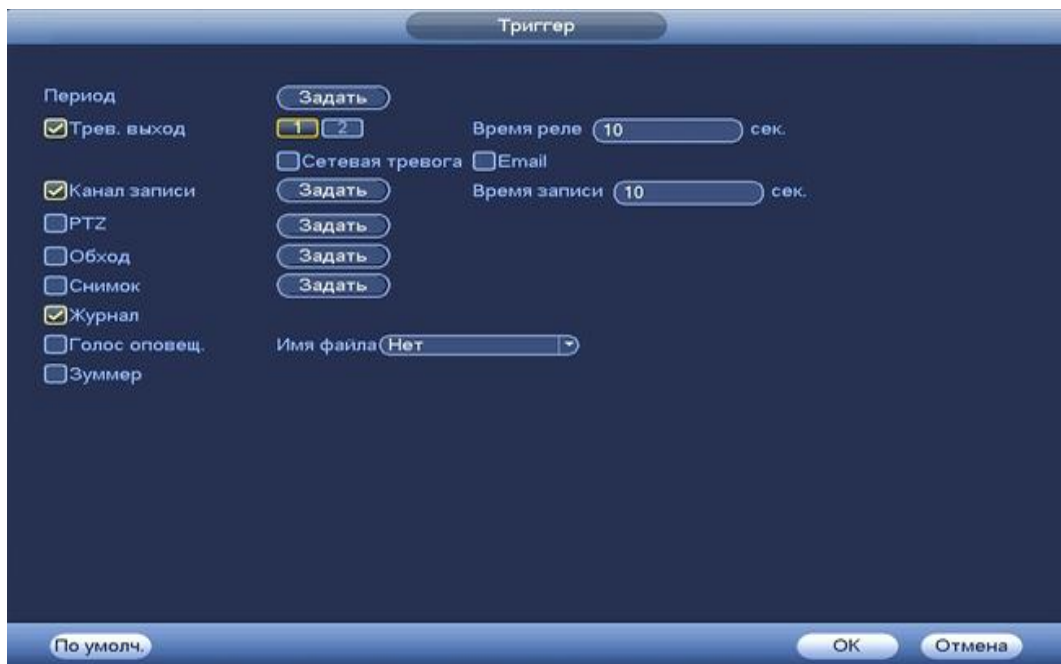 Триггер
Период Задать
Трев. выход 1 2 Время реле 10 сек.
Сетевая тревога Email
Канал записи Задать Время записи 10 сек.
PTZ Задать
Обход Задать
Снимок Задать
Журнал
Голос оповещ. Имя файла Нет
Зуммер
По умолч. OK Отмена